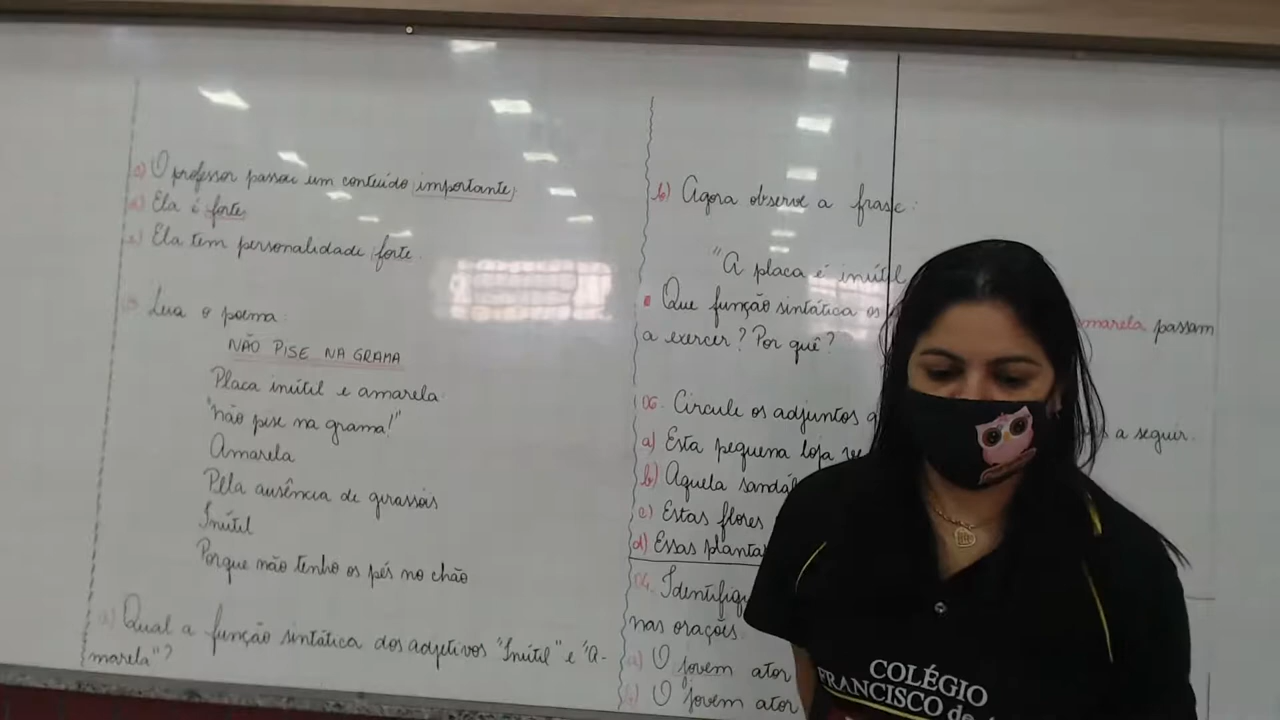 c) O professor passou um conteúdo importante.
d) Ela é forte.
e) Ela tem personalidade forte.
Leia o poema:
NÃO PISE NA GRAMA
Placa inútil e amarela
"não pise na grama!"
Amarela
Pela ausência de girassóis
Inútil
Porque não tenho os pés no chão
a) Qual a função sintática dos adjetivos "Inútil" e "a-
marela"?
b) Agora observe a frase:
"A placa é inútil
Que função sintática os amarela passam
a exercer? Por quê?
06. Circule os adjuntos a seguir.
a) Esta pequena loja
b) Aquela
c) Estas flores
d) Essas
nas orações
a) O jovem ator
b) O jovem ator
COLÉGIO
FRANCISCO de